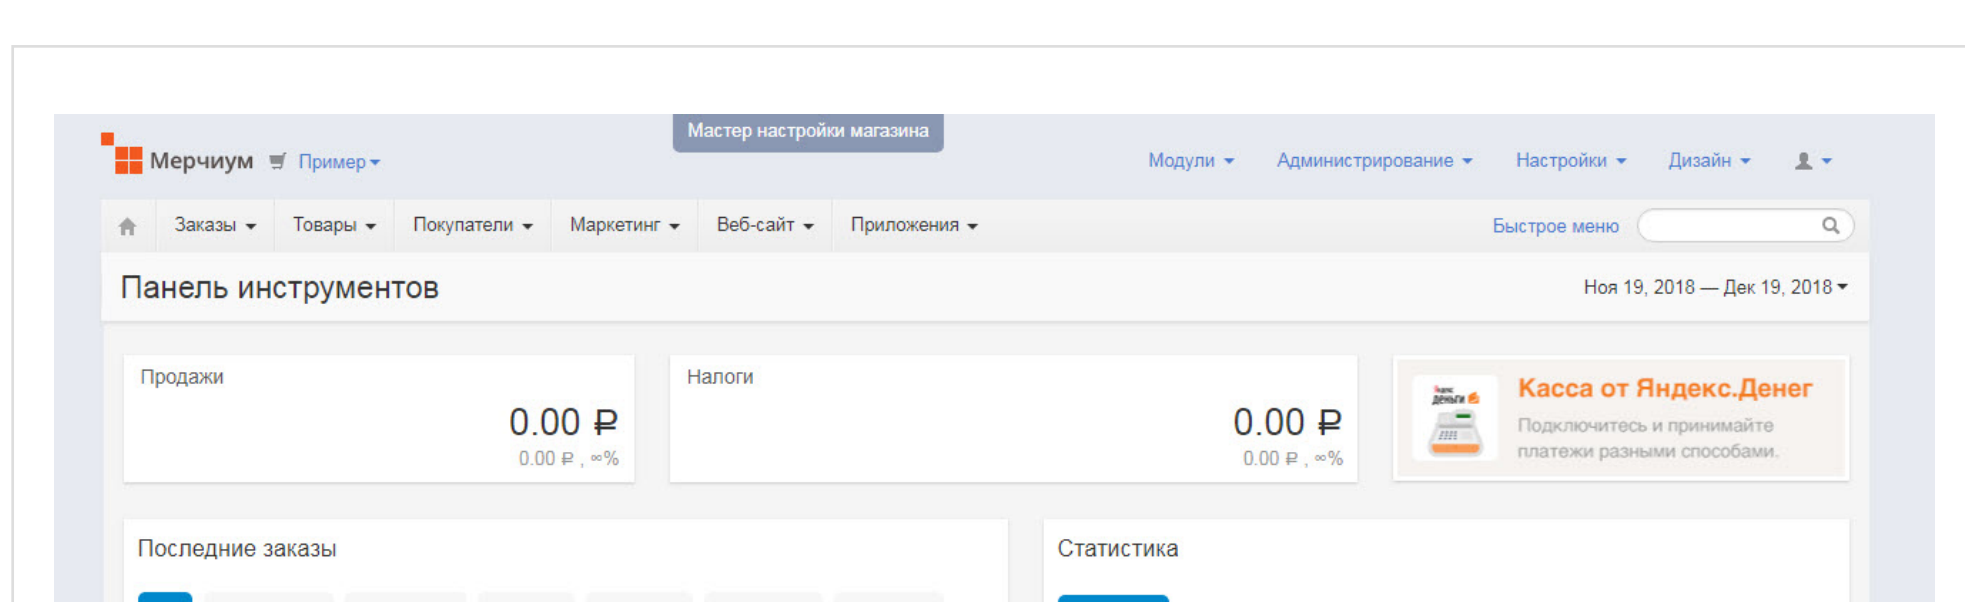 Мастер настройки магазина
Мерчиум Пример
Модули Администрирование Настройки Дизайн
Заказы Товары Покупатели Маркетинг Веб-сайт Приложения
Быстрое меню
Панель инструментов
Ноя 19, 2018 — Дек 19, 2018
Продажи
0.00 ₽
0.00 ₽ , ∞%
Налоги
0.00 ₽
0.00 ₽ , ∞%
Яндекс
деньги
Касса от Яндекс.Денег
Подключитесь и принимайте
платежи разными способами.
Последние заказы
Статистика